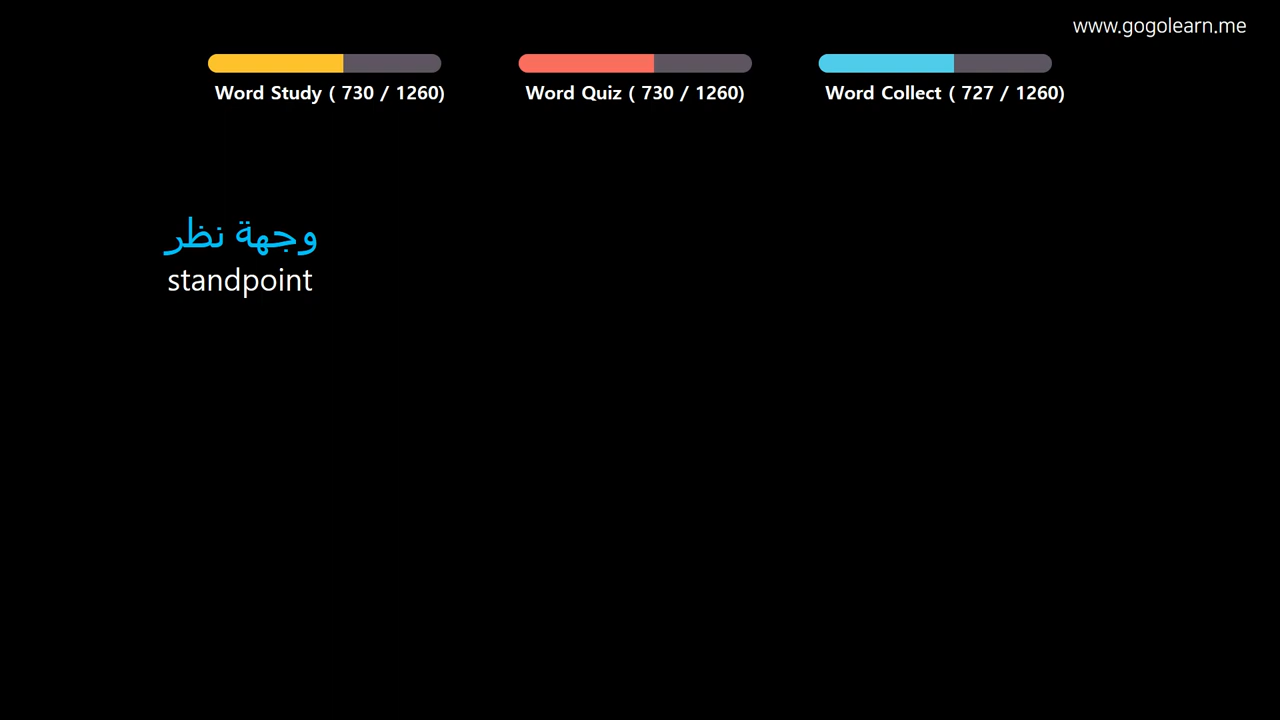 www.gogolearn.me
Word Study ( 730 / 1260)
Word Quiz ( 730 / 1260)
Word Collect ( 727 / 1260)
وجهة نظر
standpoint